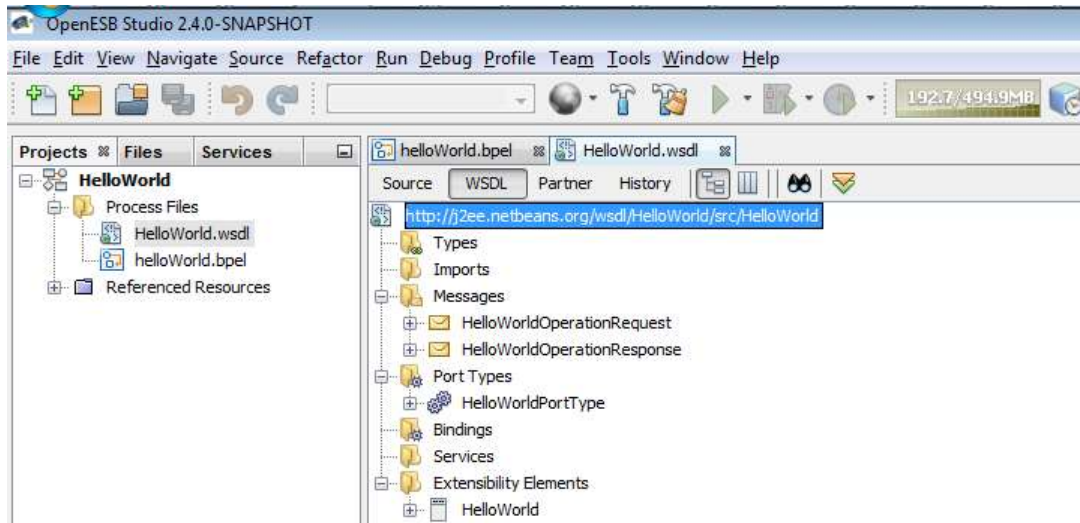 OpenESB Studio 2.4.0-SNAPSHOT
File Edit View Navigate Source Refactor Run Debug Profile Team Tools Window Help
192.7/494.9MB
Projects Files Services
helloWorld.bpel HelloWorld.wsdl
Source WSDL Partner History
HelloWorld
Process Files
HelloWorld.wsdl
helloWorld.bpel
Referenced Resources
http://j2ee.netbeans.org/wsdl/HelloWorld/src/HelloWorld
Types
Imports
Messages
HelloWorldOperationRequest
HelloWorldOperationResponse
Port Types
HelloWorldPortType
Bindings
Services
Extensibility Elements
HelloWorld